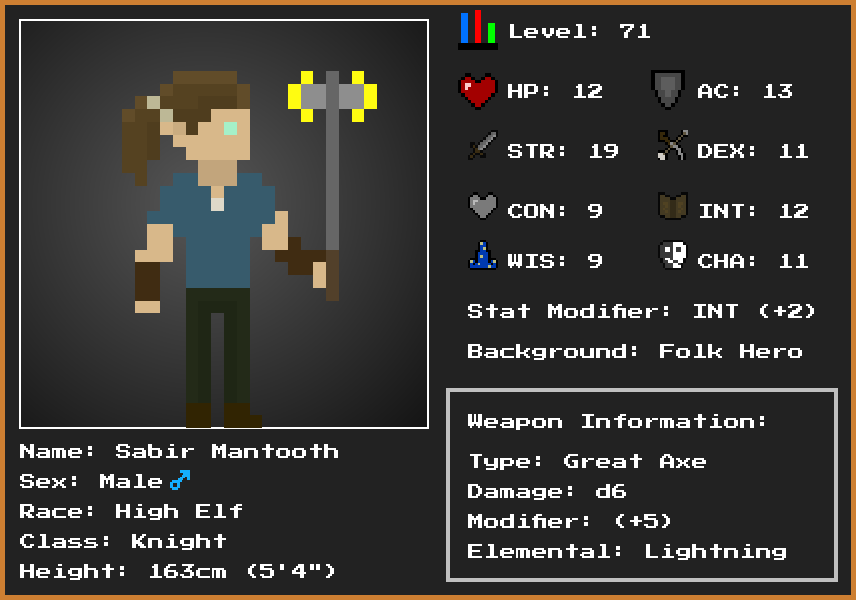 Level: 71
HP: 12
AC: 13
STR: 19
DEX: 11
CON: 9
INT: 12
WIS: 9
CHA: 11
Stat Modifier: INT (+2)
Background: Folk Hero
Weapon Information:
Type: Great Axe
Damage: d6
Modifier: (+5)
Elemental: Lightning
Name: Sabir Mantooth
Sex: Male♂
Race: High Elf
Class: Knight
Height: 163cm (5'4")